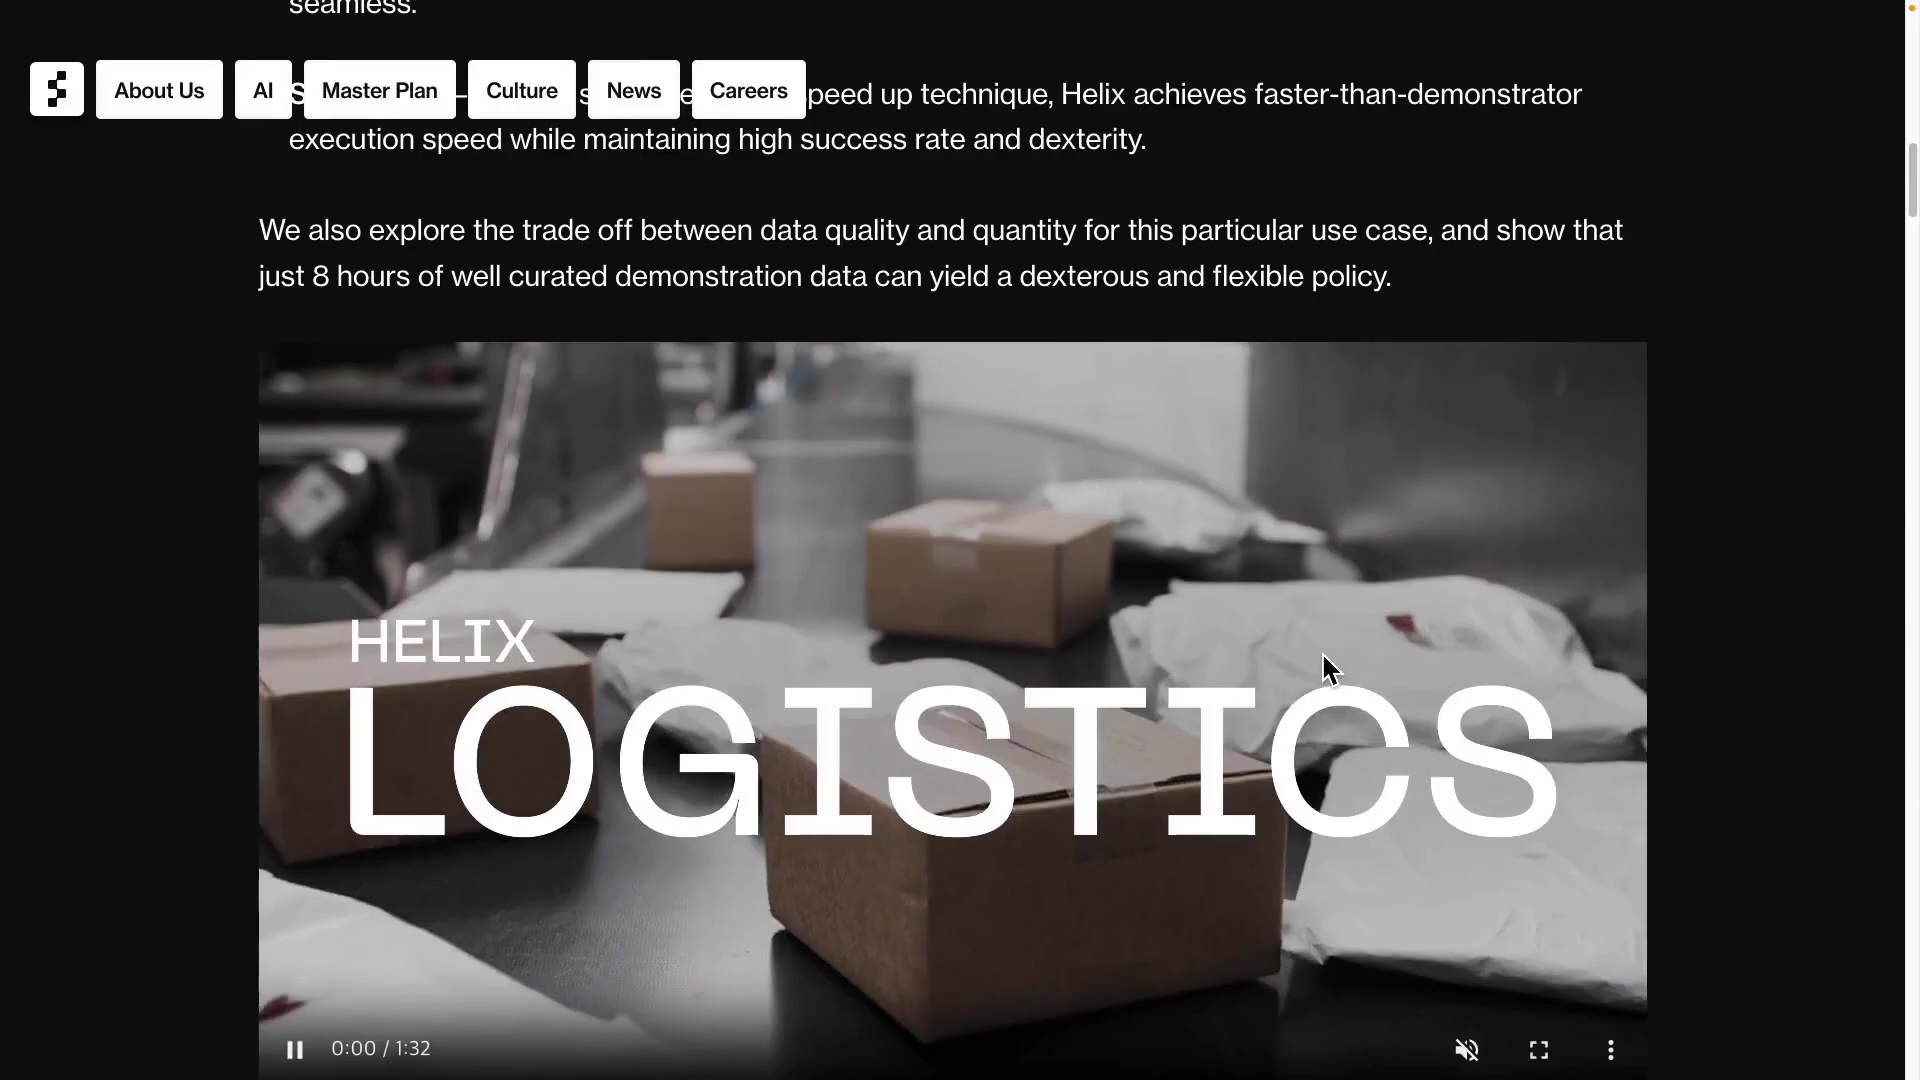 seamless.
About Us
AI
Master Plan
Culture
News
Careers
speed up technique, Helix achieves faster-than-demonstrator
execution speed while maintaining high success rate and dexterity.
We also explore the trade off between data quality and quantity for this particular use case, and show that
just 8 hours of well curated demonstration data can yield a dexterous and flexible policy.
HELIX
LOGISTICS
0:00 / 1:32